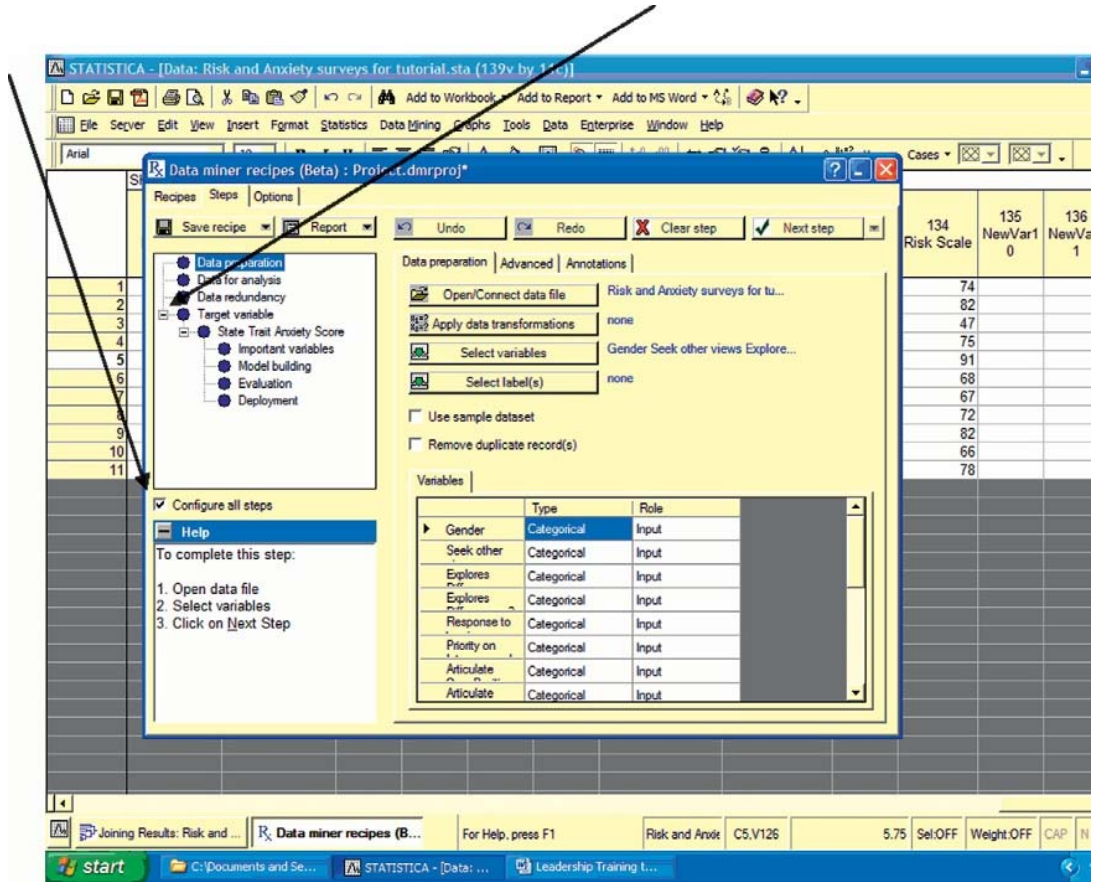 STATISTICA - [Data: Risk and Anxiety surveys for tutorial.sta (139v by 11c)]
Add to Workbook Add to Report Add to MS Word
File Server Edit View Insert Format Statistics Data Mining Graphs Tools Data Enterprise Window Help
Arial 10 Cases
Data miner recipes (Beta) : Project.dmrproj*
Recipes Steps Options
Save recipe Report Undo Redo Clear step Next step
Data preparation
Data for analysis
Data redundancy
Target variable
State Trait Anxiety Score
Important variables
Model building
Evaluation
Deployment
Configure all steps
Help
To complete this step:
1. Open data file
2. Select variables
3. Click on Next Step
Data preparation Advanced Annotations
Open/Connect data file Risk and Anxiety surveys for tu...
Apply data transformations none
Select variables Gender Seek other views Explore...
Select label(s) none
Use sample dataset
Remove duplicate record(s)
Variables
Type Role
Gender Categorical Input
Seek other Categorical Input
Explores Categorical Input
Explores Categorical Input
Response to Categorical Input
Priority on Categorical Input
Articulate Categorical Input
Articulate Categorical Input
134 Risk Scale
135 NewVar1 0
136 NewVa 1
1 74
2 82
3 47
4 75
5 91
6 68
7 67
8 72
9 82
10 66
11 78
Joining Results: Risk and ... Data miner recipes (B... For Help, press F1 Risk and Anxie C5,V126 5.75 Sel:OFF Weight:OFF CAP N
start C:\Documents and Se... STATISTICA - [Data: ... Leadership Training t...